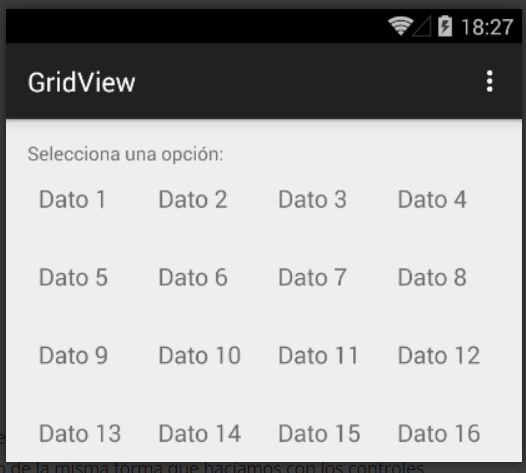 18:27
GridView
Selecciona una opción:
Dato 1 Dato 2 Dato 3 Dato 4
Dato 5 Dato 6 Dato 7 Dato 8
Dato 9 Dato 10 Dato 11 Dato 12
Dato 13 Dato 14 Dato 15 Dato 16
de la misma forma que hacíamos con los controles